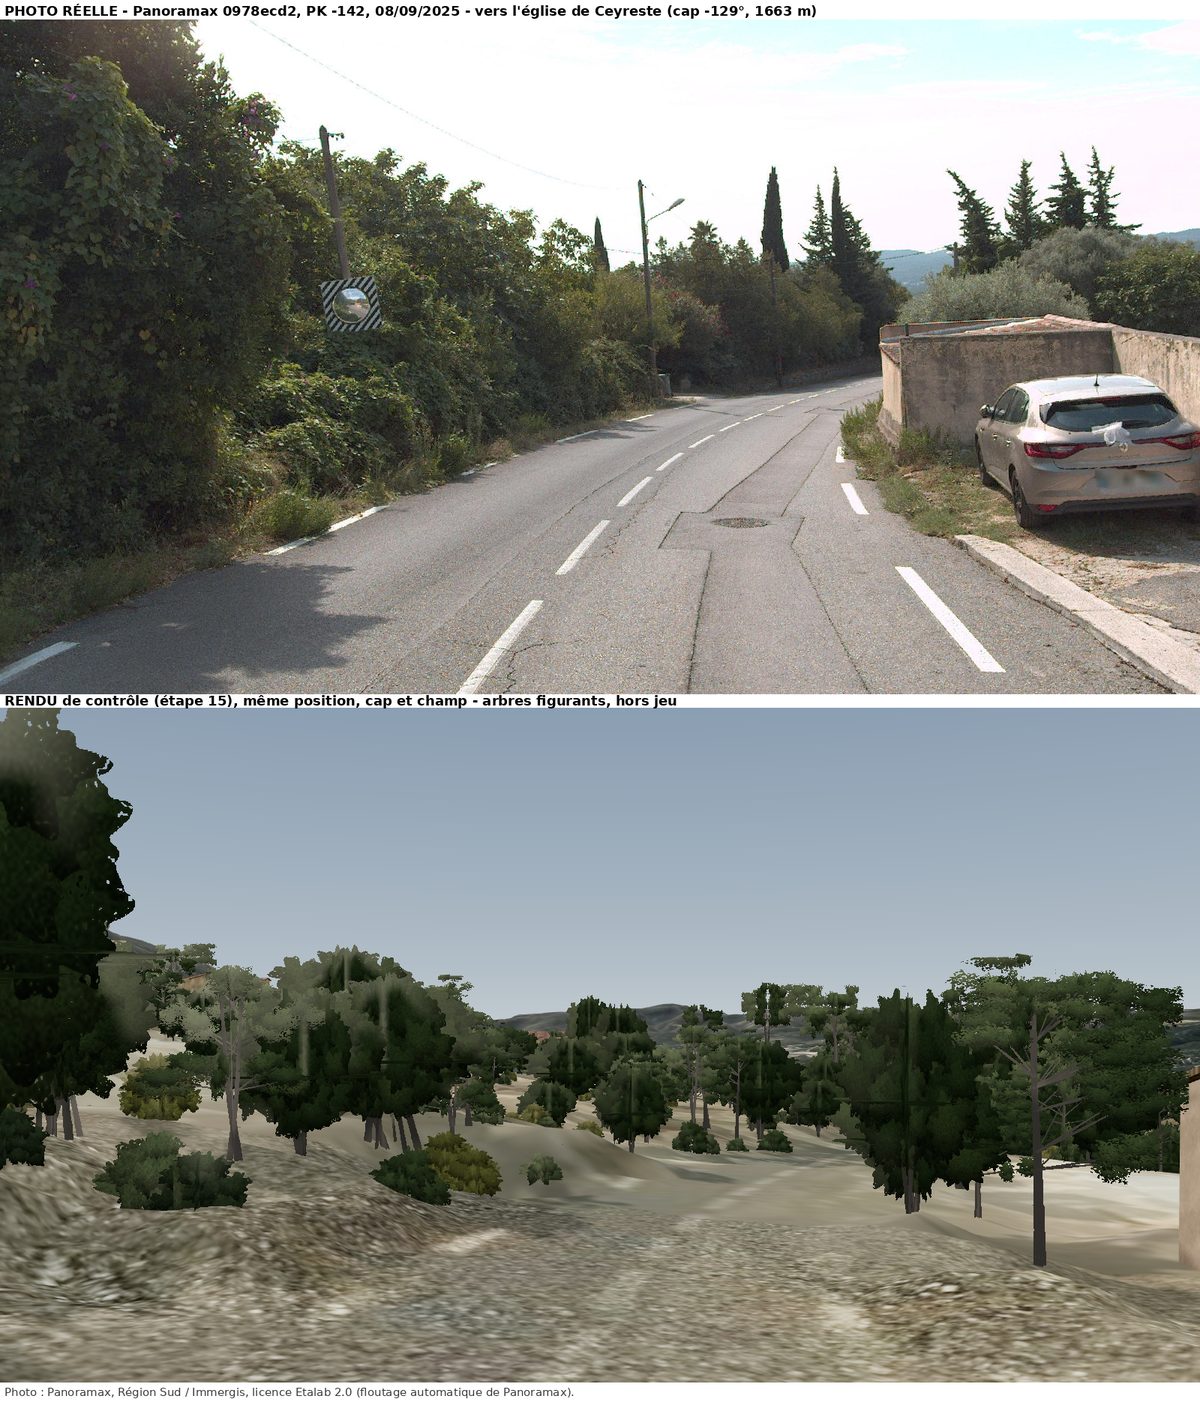 PHOTO RÉELLE - Panoramax 0978ecd2, PK -142, 08/09/2025 - vers l'église de Ceyreste (cap -129°, 1663 m)
RENDU de contrôle (étape 15), même position, cap et champ - arbres figurants, hors jeu
Photo : Panoramax, Région Sud / Immergis, licence Etalab 2.0 (floutage automatique de Panoramax).